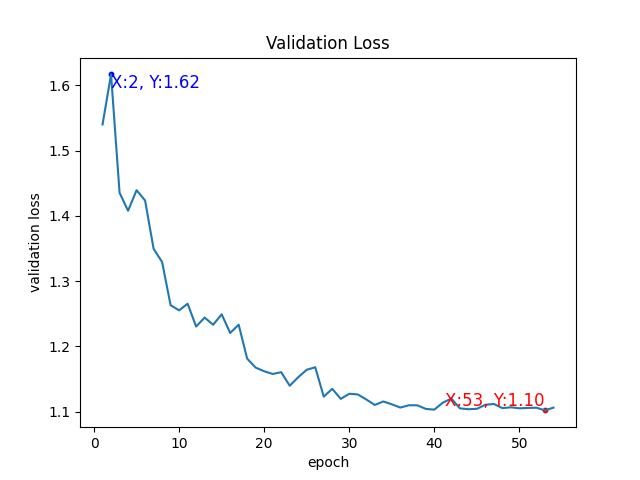 Validation Loss
X:2, Y:1.62
1.6
1.5
1.4
1.3
1.2
1.1
validation loss
X:53, Y:1.10
0 10 20 30 40 50
epoch